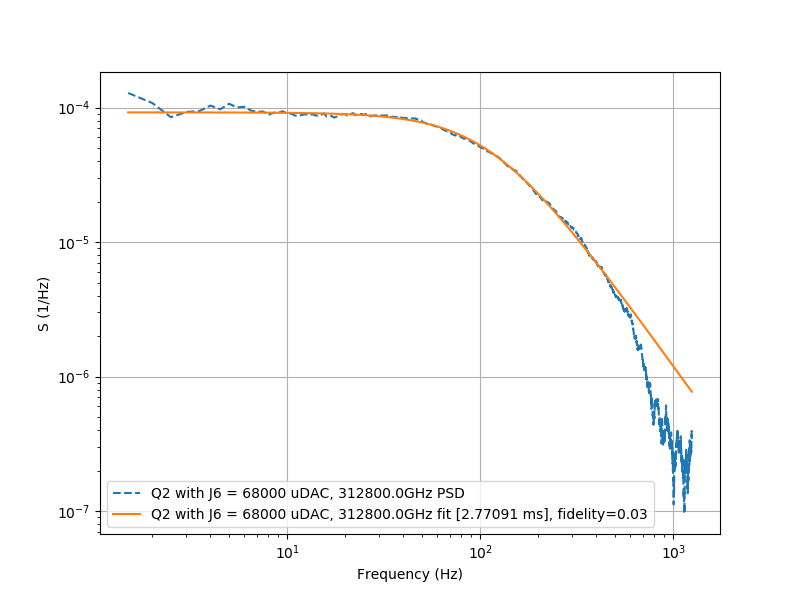 10⁻⁴
10⁻⁵
10⁻⁶
10⁻⁷
S (1/Hz)
Q2 with J6 = 68000 uDAC, 312800.0GHz PSD
Q2 with J6 = 68000 uDAC, 312800.0GHz fit [2.77091 ms], fidelity=0.03
10¹ 10² 10³
Frequency (Hz)